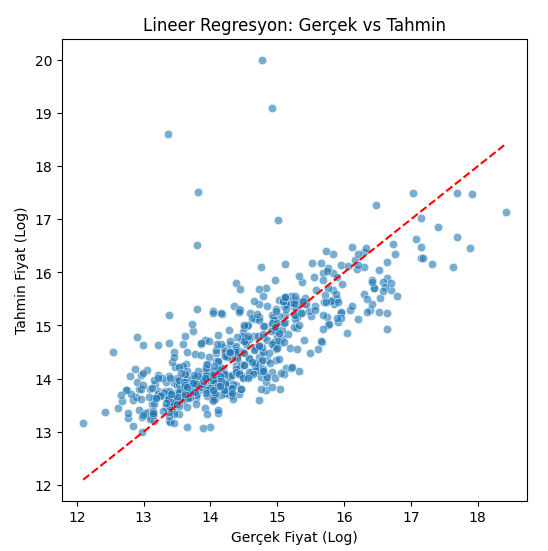 Lineer Regresyon: Gerçek vs Tahmin
20
19
18
17
16
15
14
13
12
Tahmin Fiyat (Log)
12 13 14 15 16 17 18
Gerçek Fiyat (Log)